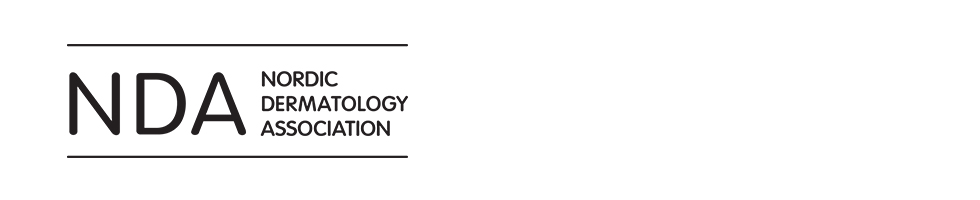 NDA
NORDIC
DERMATOLOGY
ASSOCIATION